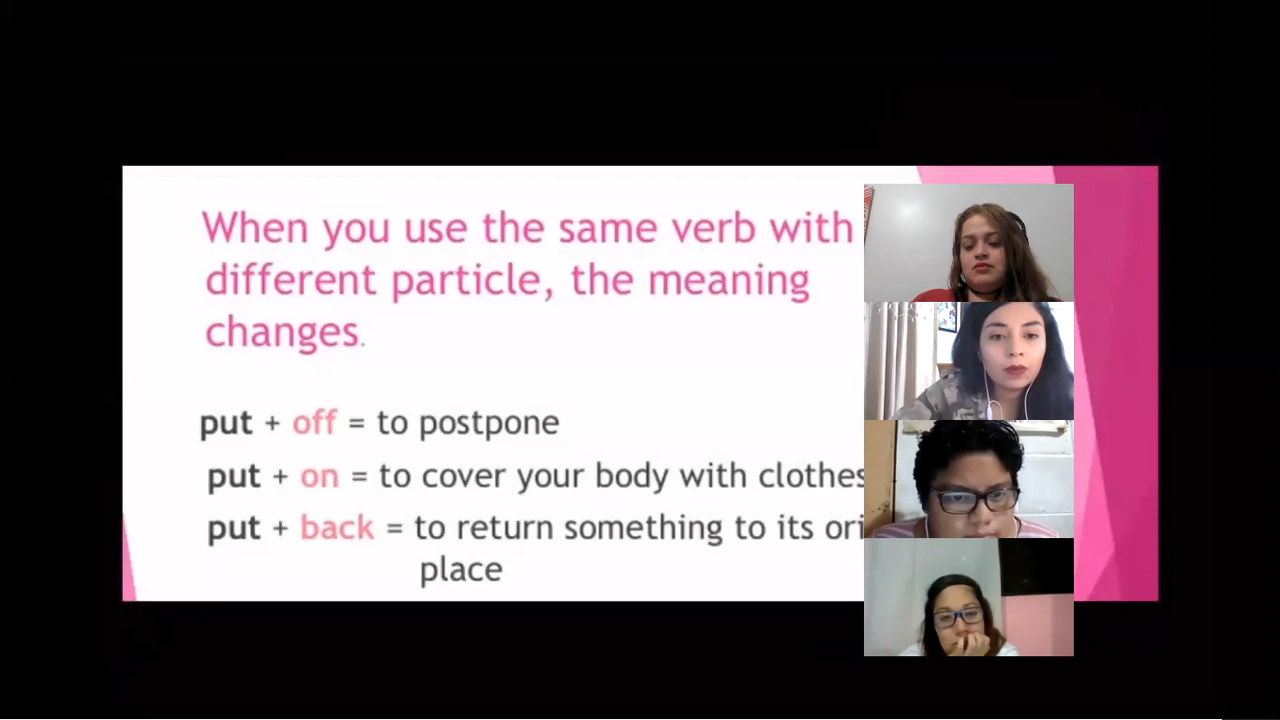 When you use the same verb with
different particle, the meaning
changes.
put + off = to postpone
put + on = to cover your body with clothes
put + back = to return something to its
place